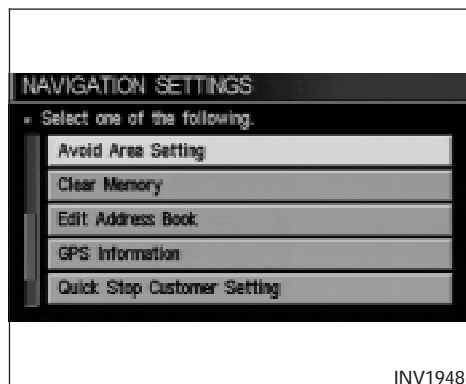 NAVIGATION SETTINGS
Select one of the following.
Avoid Area Setting
Clear Memory
Edit Address Book
GPS Information
Quick Stop Customer Setting
INV1948